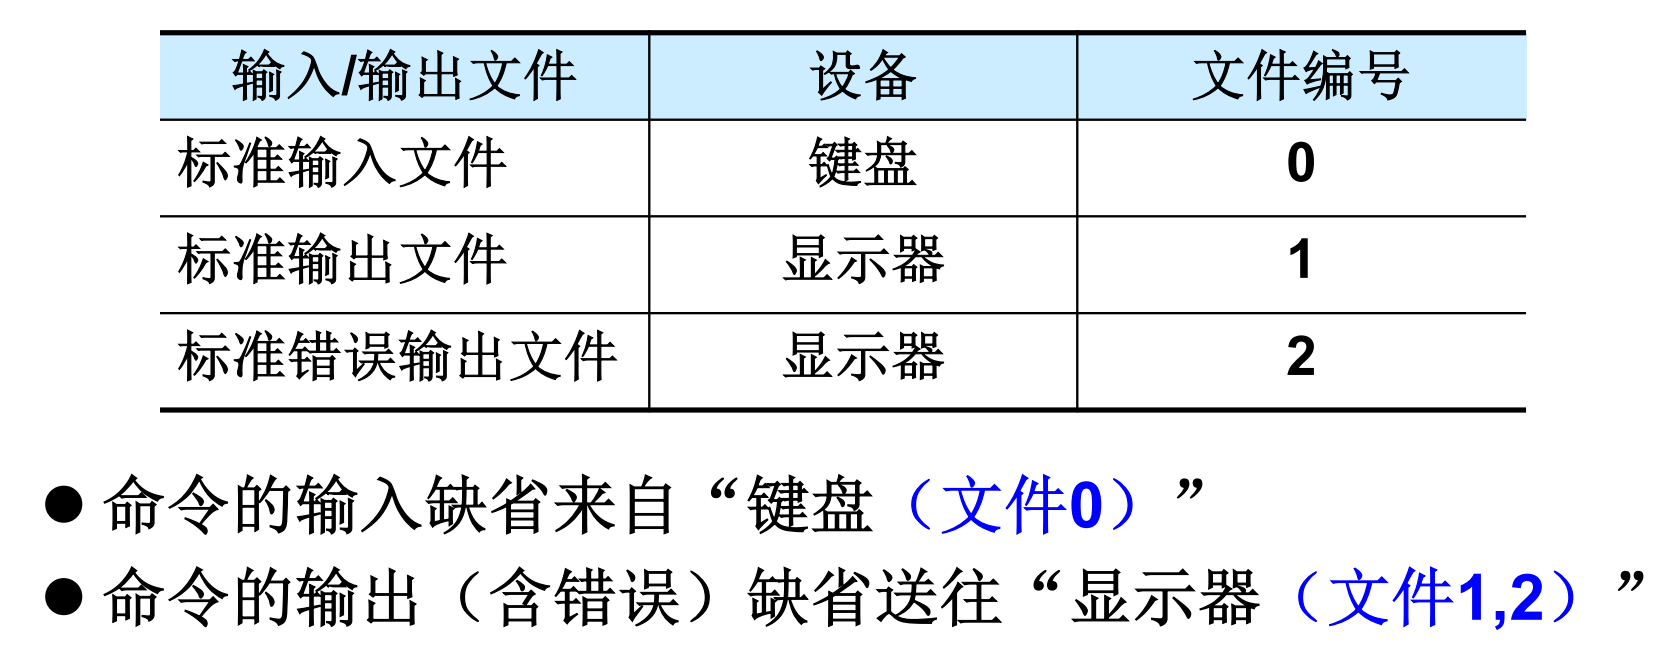 输入/输出文件 设备 文件编号
标准输入文件 键盘 0
标准输出文件 显示器 1
标准错误输出文件 显示器 2
● 命令的输入缺省来自“键盘（文件0）”
● 命令的输出（含错误）缺省送往“显示器（文件1,2）”